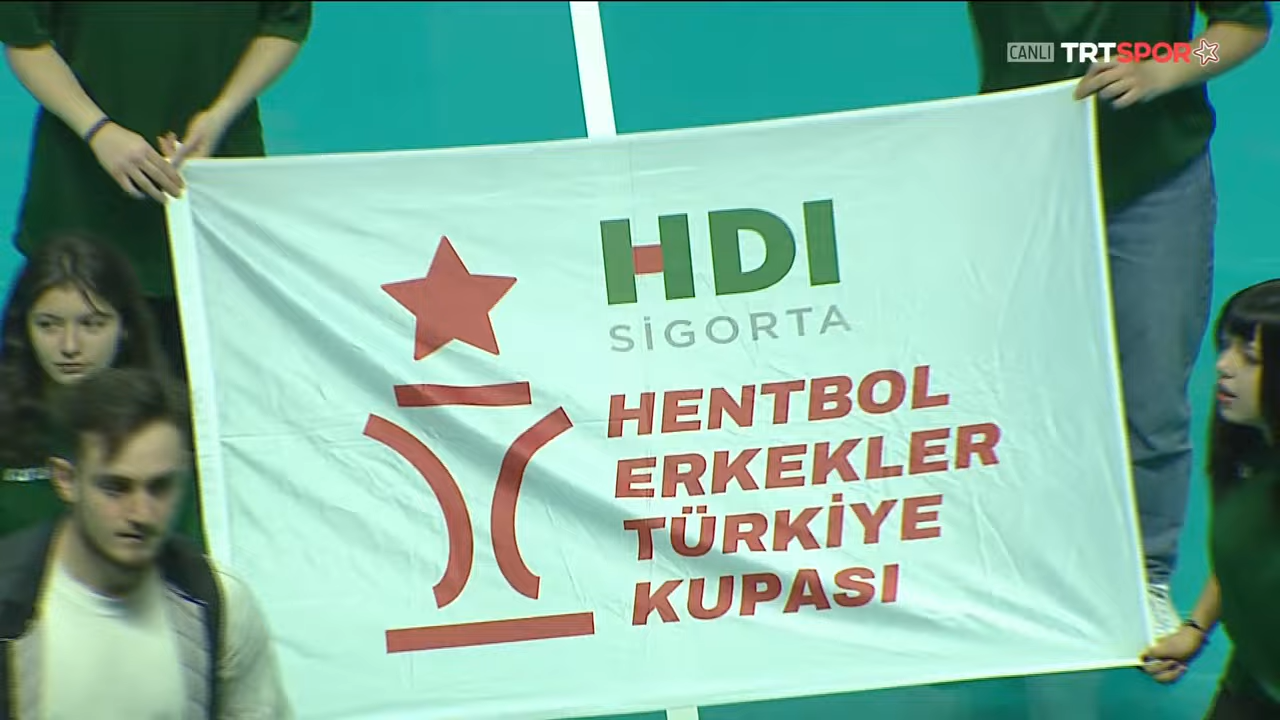 CANLI TRTSPOR
HDI
SİGORTA
HENTBOL
ERKEKLER
TÜRKİYE
KUPASI